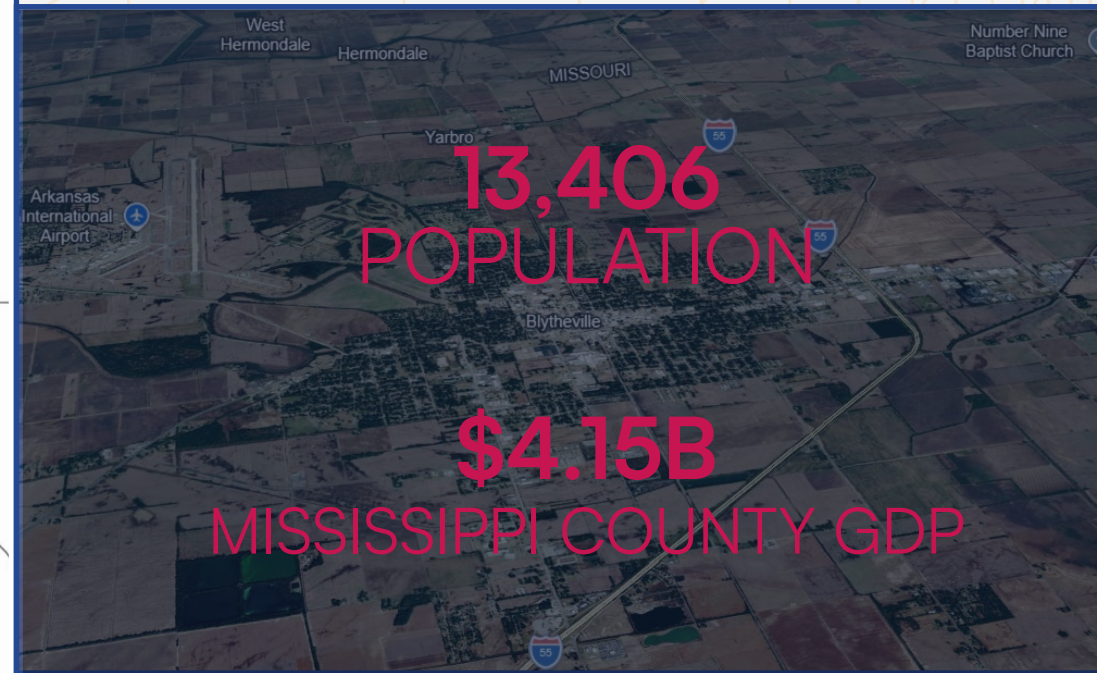 West
Hermondale
Hermondale
Number Nine
Baptist Church
MISSOURI
55
Yarbro
13,406
POPULATION
Arkansas
International
Airport
55
Blytheville
$4.15B
MISSISSIPPI COUNTY GDP
55